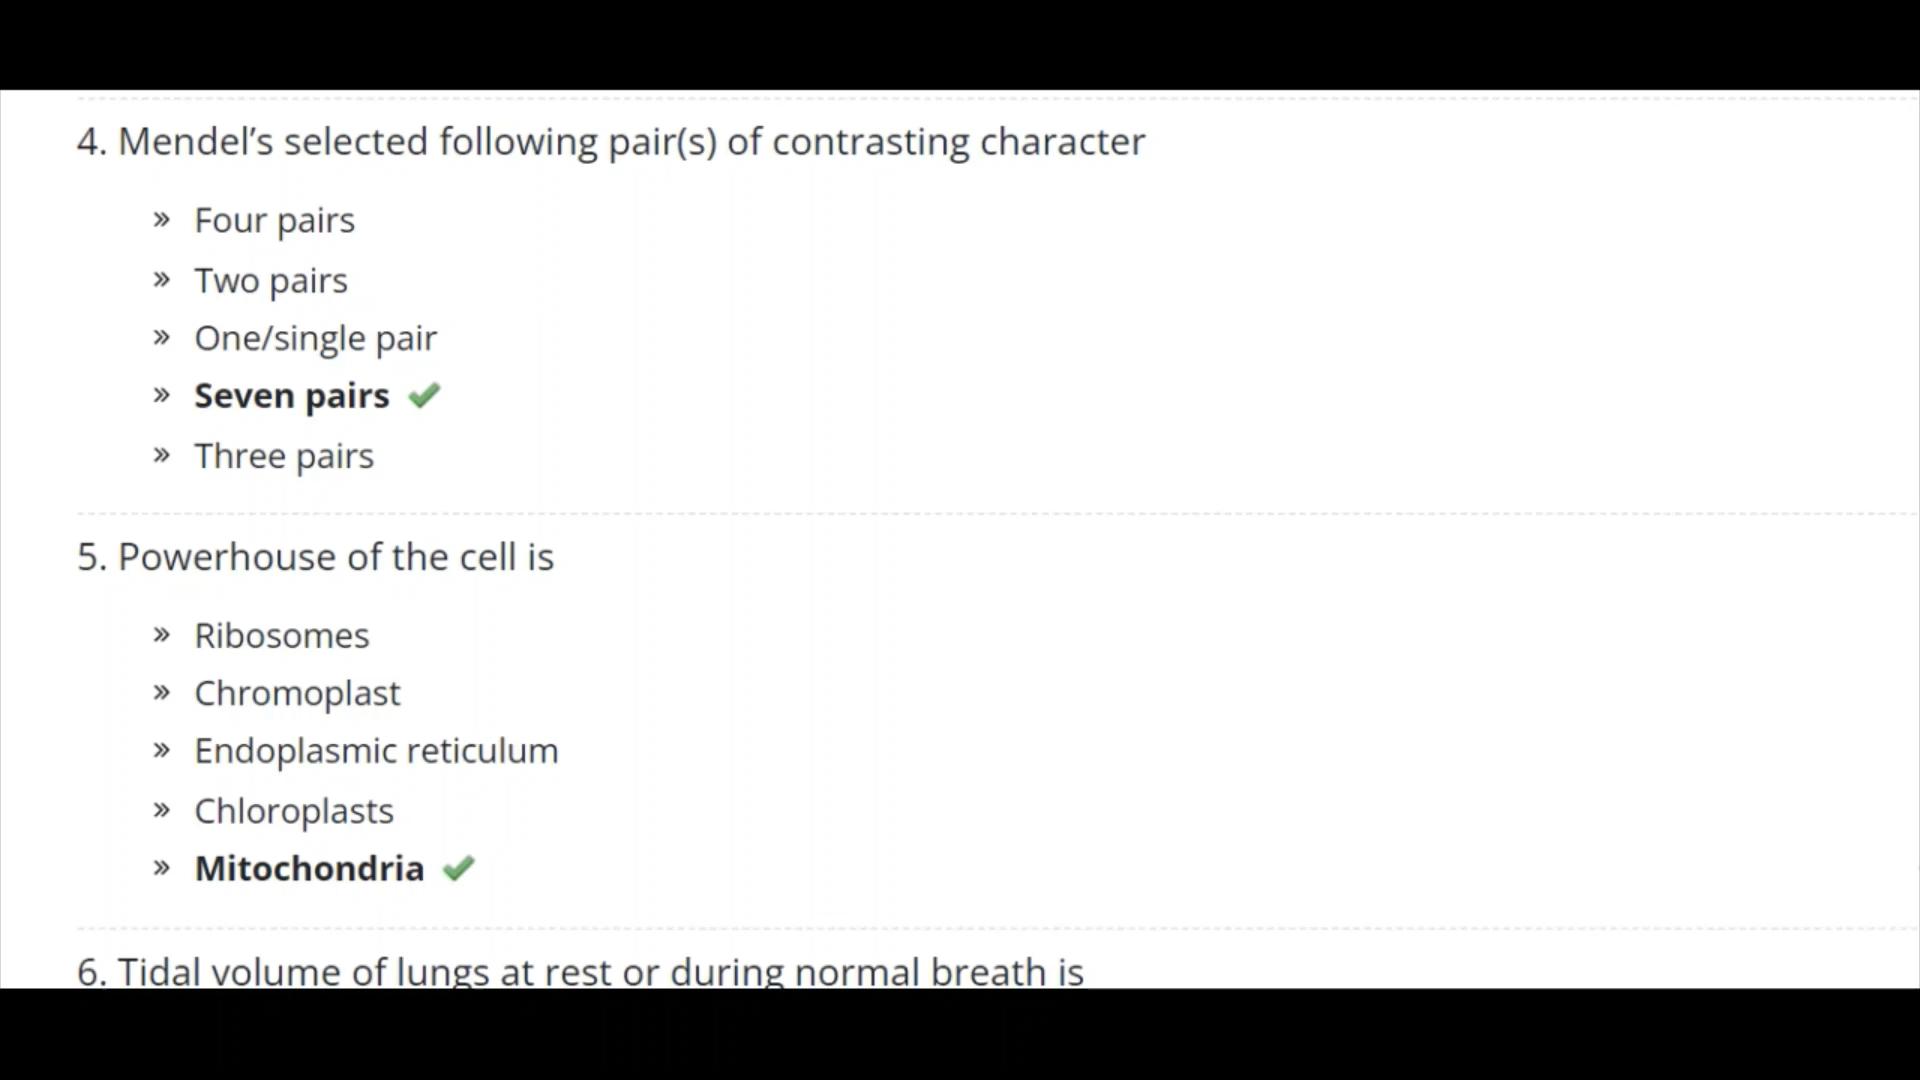 4. Mendel’s selected following pair(s) of contrasting character
» Four pairs
» Two pairs
» One/single pair
» Seven pairs
» Three pairs
5. Powerhouse of the cell is
» Ribosomes
» Chromoplast
» Endoplasmic reticulum
» Chloroplasts
» Mitochondria
6. Tidal volume of lungs at rest or during normal breath is